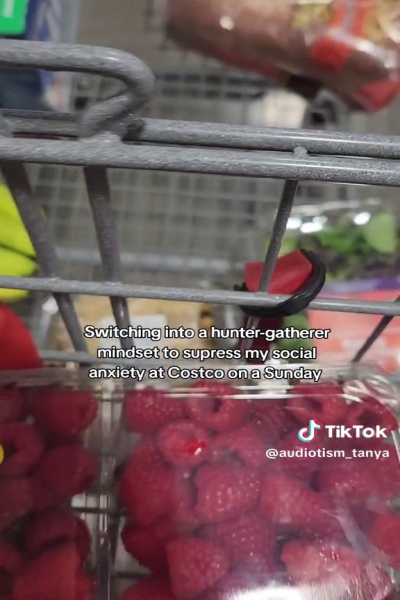 Switching into a hunter-gatherer
mindset to supress my social
anxiety at Costco on a Sunday
TikTok
@audiotism_tanya